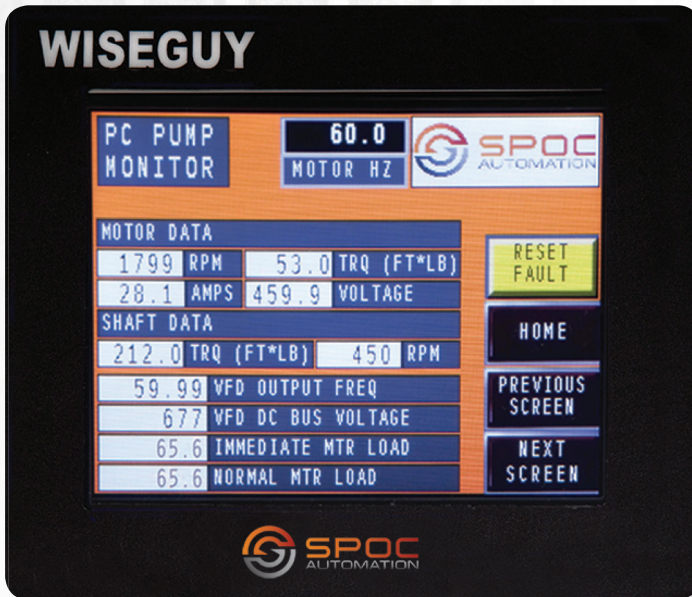 WISEGUY
PC PUMP
MONITOR
60.0
MOTOR HZ
SPOC
AUTOMATION
MOTOR DATA
1799 RPM 53.0 TRQ (FT*LB)
28.1 AMPS 459.9 VOLTAGE
SHAFT DATA
212.0 TRQ (FT*LB) 450 RPM
59.99 VFD OUTPUT FREQ
677 VFD DC BUS VOLTAGE
65.6 IMMEDIATE MTR LOAD
65.6 NORMAL MTR LOAD
RESET
FAULT
HOME
PREVIOUS
SCREEN
NEXT
SCREEN
SPOC
AUTOMATION